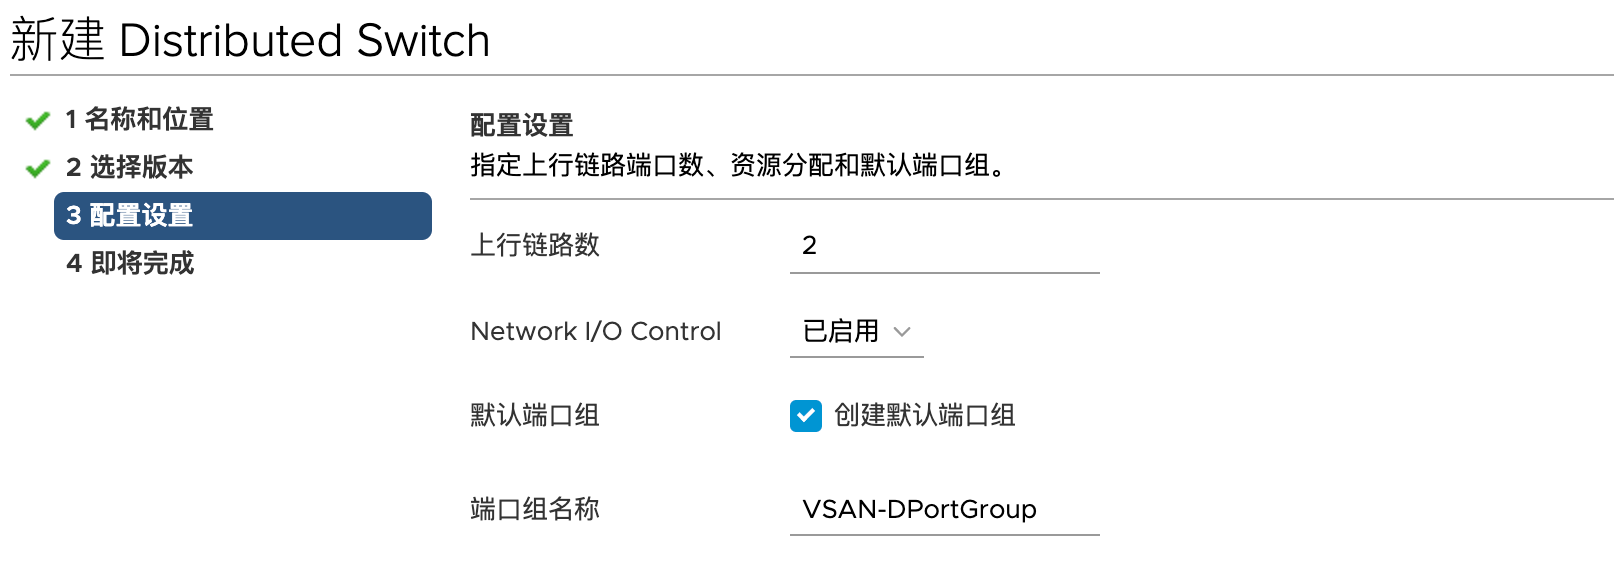 新建 Distributed Switch
1 名称和位置
2 选择版本
3 配置设置
4 即将完成
配置设置
指定上行链路端口数、资源分配和默认端口组。
上行链路数 2
Network I/O Control 已启用
默认端口组 创建默认端口组
端口组名称 VSAN-DPortGroup